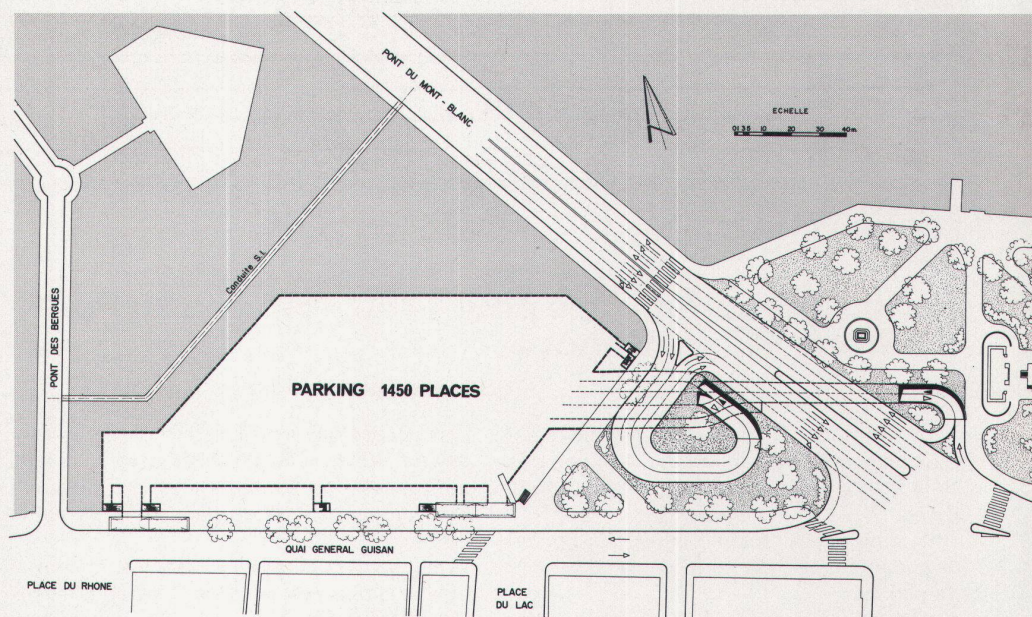 PONT DU MONT - BLANC
ECHELLE
0 1 3 5 10 20 30 40m
Conduite S.I.
PONT DES BERGUES
PARKING 1450 PLACES
QUAI GENERAL GUISAN
PLACE DU RHONE
PLACE
DU LAC